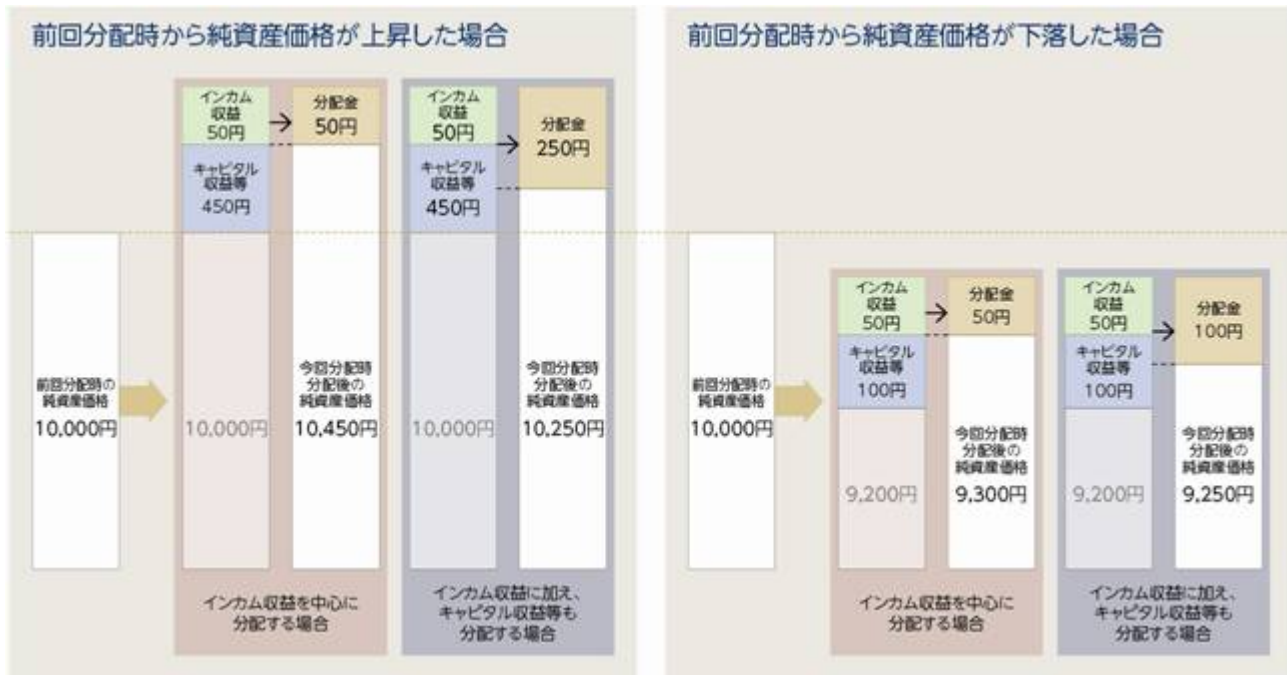 前回分配時から純資産価格が上昇した場合
インカム
収益
50円
分配金
50円
キャピタル
収益等
450円
インカム
収益
50円
分配金
250円
キャピタル
収益等
450円
前回分配時の
純資産価格
10,000円
10,000円
今回分配時
分配後の
純資産価格
10,450円
10,000円
今回分配時
分配後の
純資産価格
10,250円
インカム収益を中心に
分配する場合
インカム収益に加え、
キャピタル収益等も
分配する場合
前回分配時から純資産価格が下落した場合
前回分配時の
純資産価格
10,000円
インカム
収益
50円
分配金
50円
キャピタル
収益等
100円
9,200円
今回分配時
分配後の
純資産価格
9,300円
インカム
収益
50円
分配金
100円
キャピタル
収益等
100円
9,200円
今回分配時
分配後の
純資産価格
9,250円
インカム収益を中心に
分配する場合
インカム収益に加え、
キャピタル収益等も
分配する場合